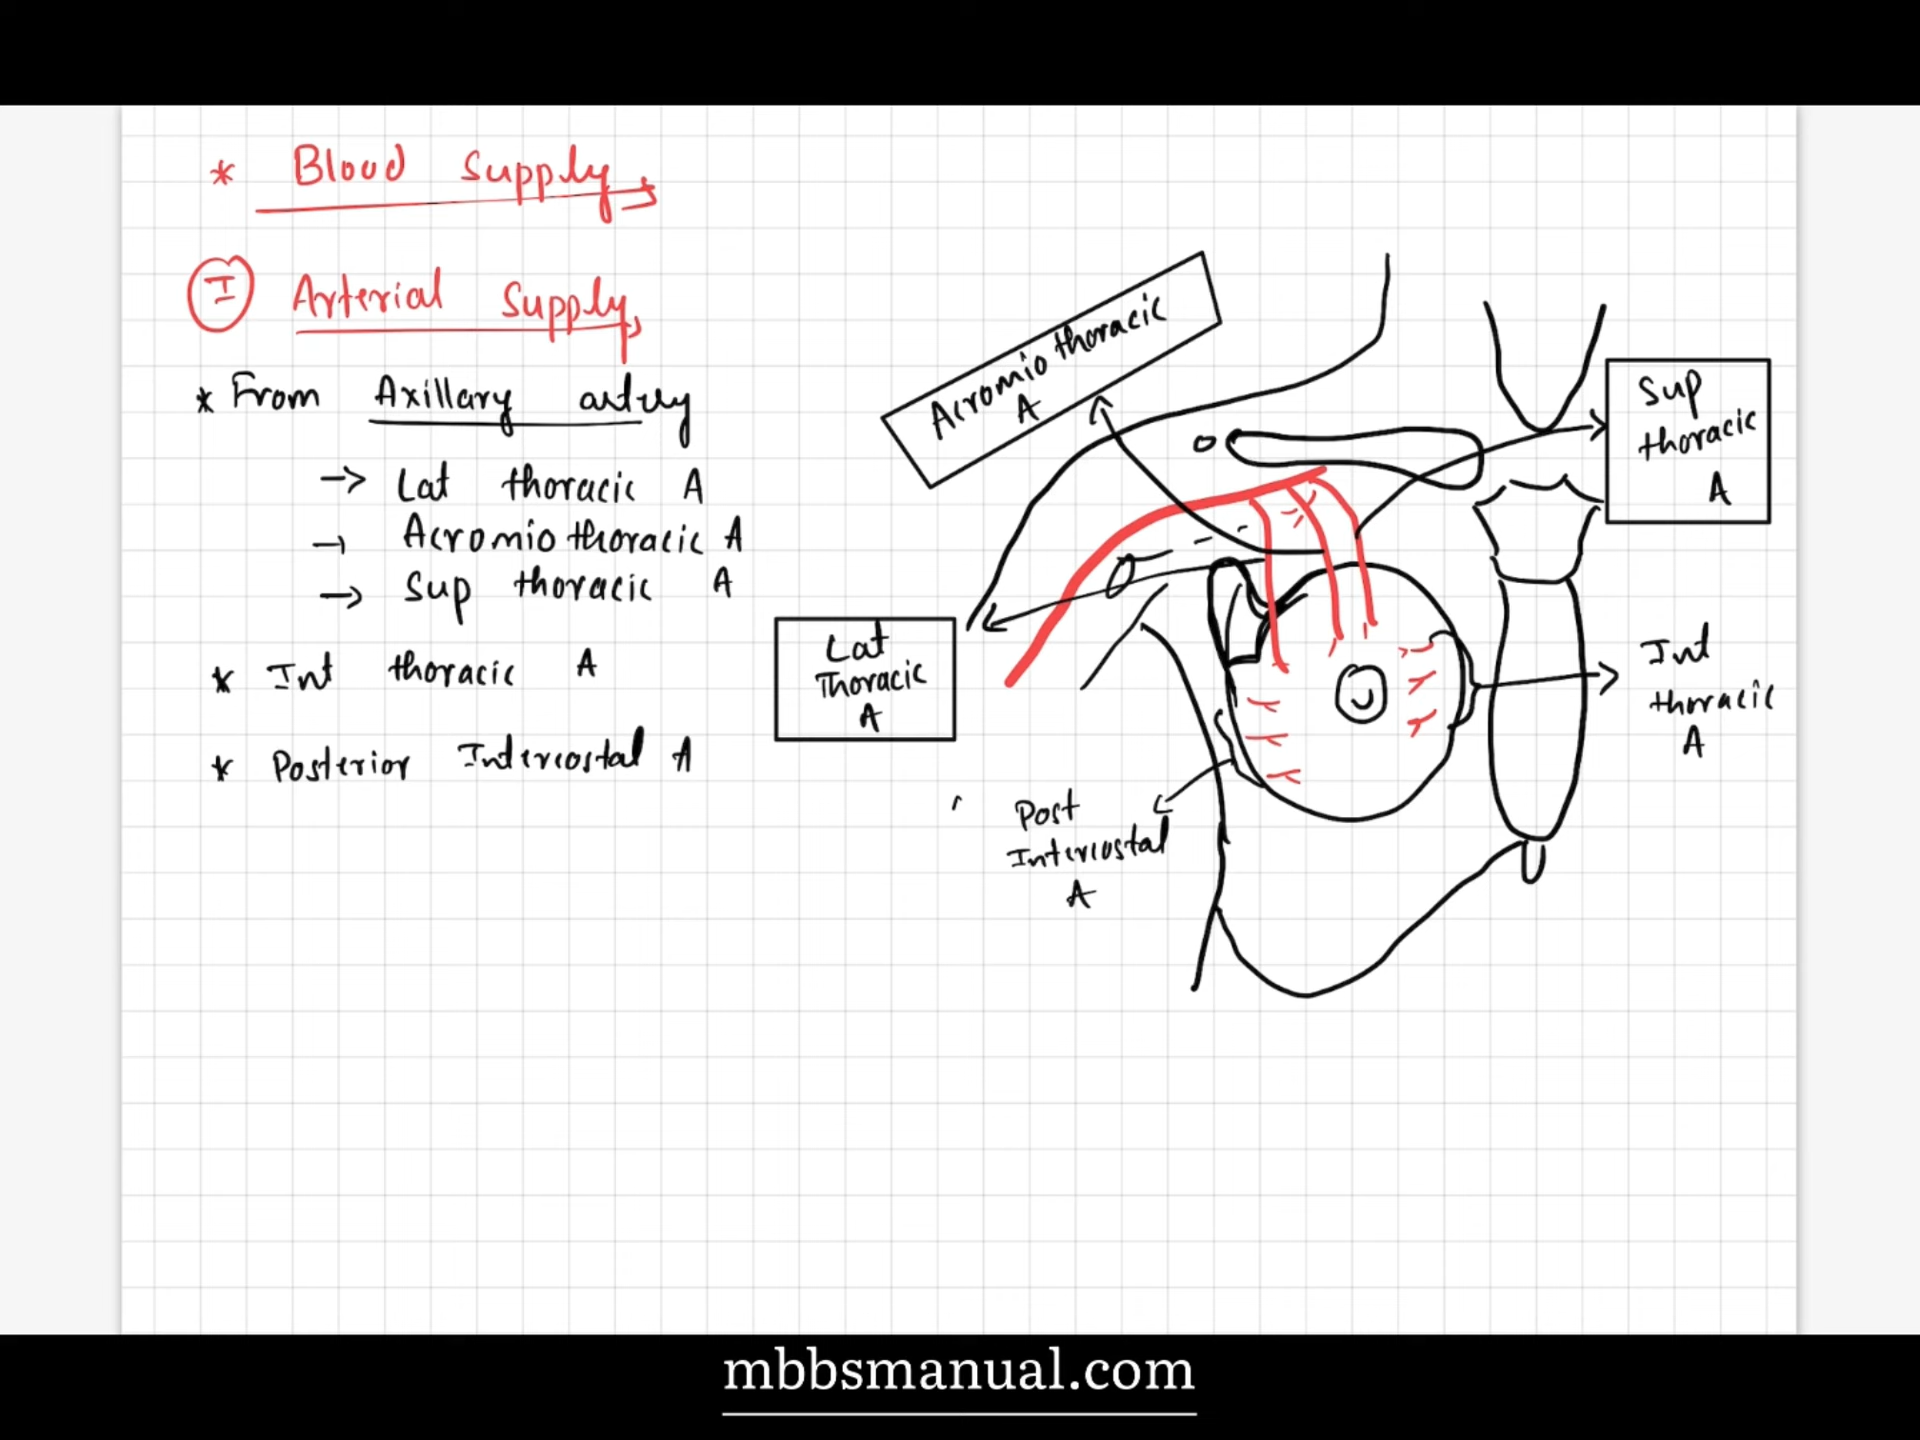 * Blood Supply
I Arterial Supply
* From Axillary artery
→ Lat thoracic A
→ Acromio thoracic A
→ Sup thoracic A
* Int thoracic A
* Posterior Intercostal A
Acromio thoracic
A
Sup
thoracic
A
Lat
Thoracic
A
Int
thoracic
A
Post
Intercostal
A
mbbsmanual.com